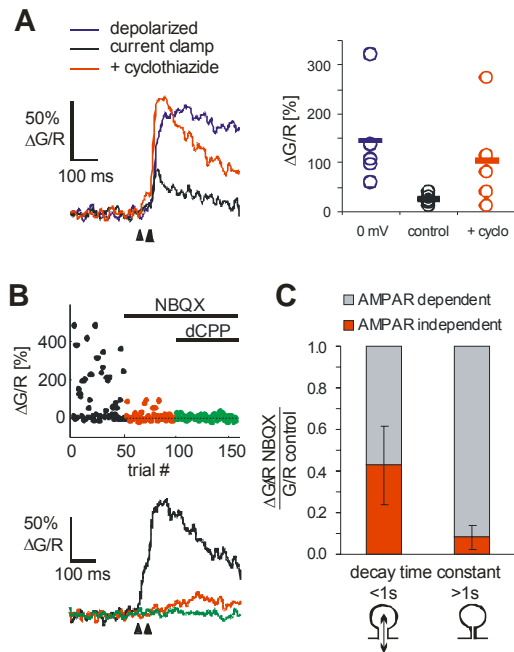 A
depolarized
current clamp
+ cyclothiazide
50%
ΔG/R
100 ms
ΔG/R [%]
300
200
100
0
0 mV
control
+ cyclo
B
NBQX
dCPP
ΔG/R [%]
400
200
0
0
50
100
150
trial #
50%
ΔG/R
100 ms
C
AMPAR dependent
AMPAR independent
ΔG/ΔR NBQX
G/R control
1.0
0.8
0.6
0.4
0.2
0.0
decay time constant
<1s
>1s